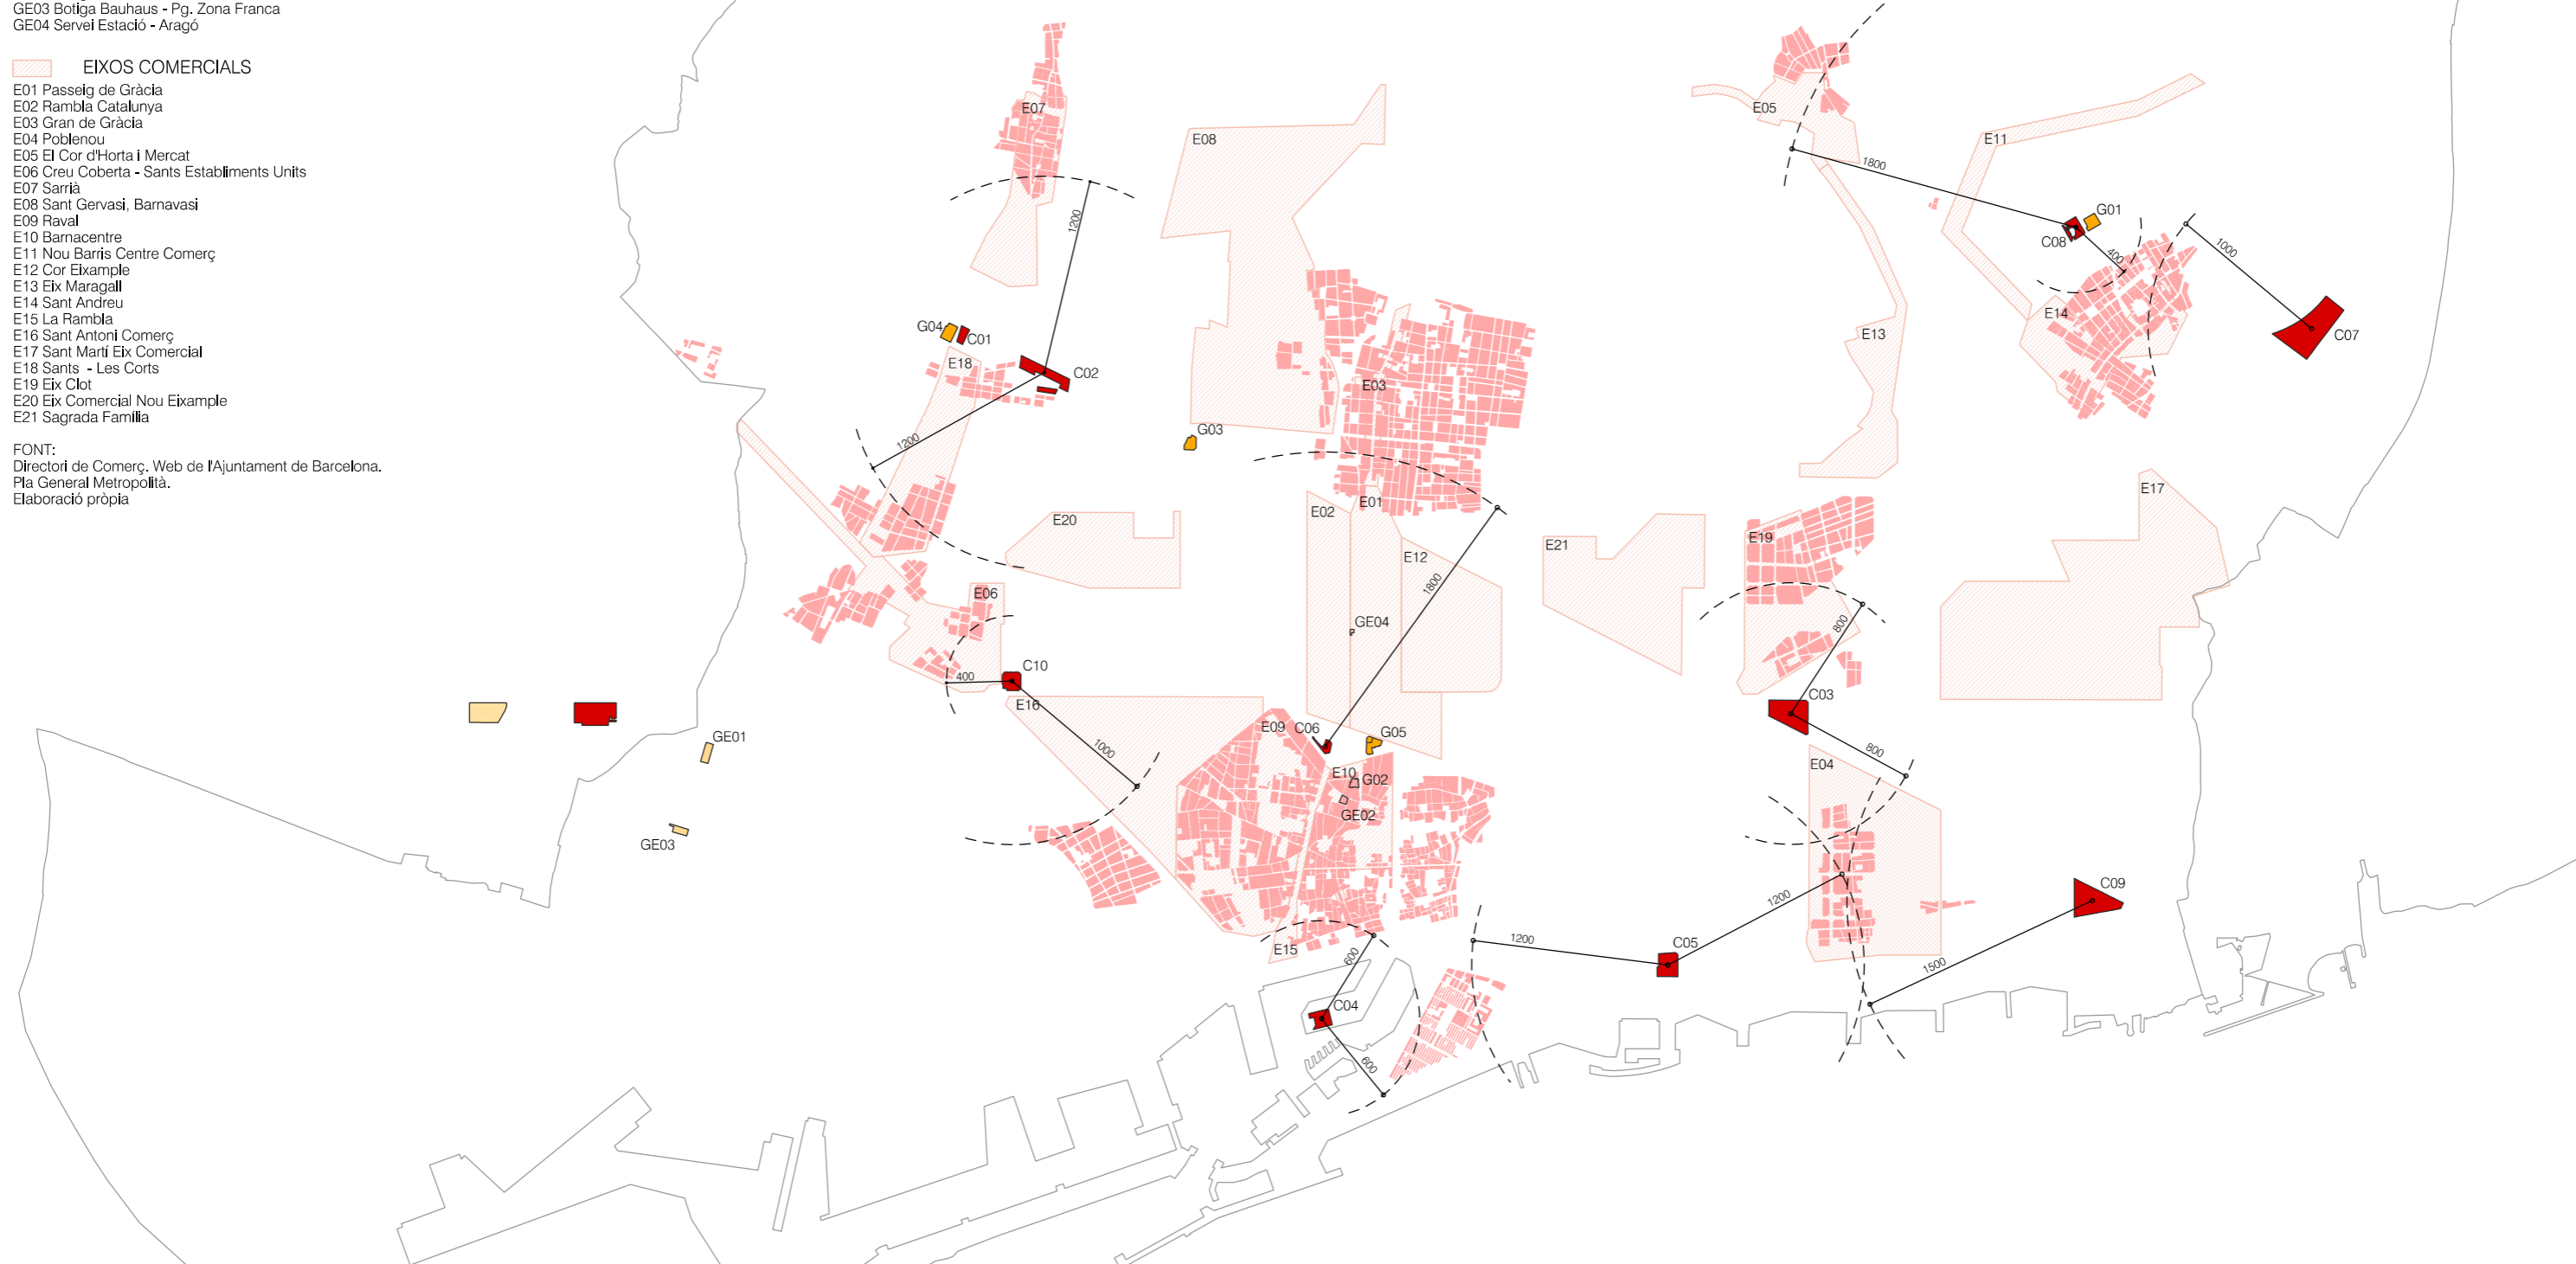 GE03 Botiga Bauhaus - Pg. Zona Franca
GE04 Servei Estació - Aragó
EIXOS COMERCIALS
E01 Passeig de Gràcia
E02 Rambla Catalunya
E03 Gran de Gràcia
E04 Poblenou
E05 El Cor d'Horta i Mercat
E06 Creu Coberta - Sants Establiments Units
E07 Sarrià
E08 Sant Gervasi, Barnavasi
E09 Raval
E10 Barnacentre
E11 Nou Barris Centre Comerç
E12 Cor Eixample
E13 Eix Maragall
E14 Sant Andreu
E15 La Rambla
E16 Sant Antoni Comerç
E17 Sant Martí Eix Comercial
E18 Sants - Les Corts
E19 Eix Clot
E20 Eix Comercial Nou Eixample
E21 Sagrada Família
FONT:
Directori de Comerç. Web de l'Ajuntament de Barcelona.
Pla General Metropolità.
Elaboració pròpia
E07
E08
E05
E11
1800
G01
C08
400
1000
1200
E14
C07
G04
C01
E18
C02
E13
E03
1200
G03
E17
E02
E01
E20
E19
E21
E12
E06
1800
GE04
800
C10
400
E16
C03
E09
C06
G05
GE01
1000
800
E04
E10
G02
GE02
GE03
C09
1200
1200
C05
E15
600
1500
C04
600